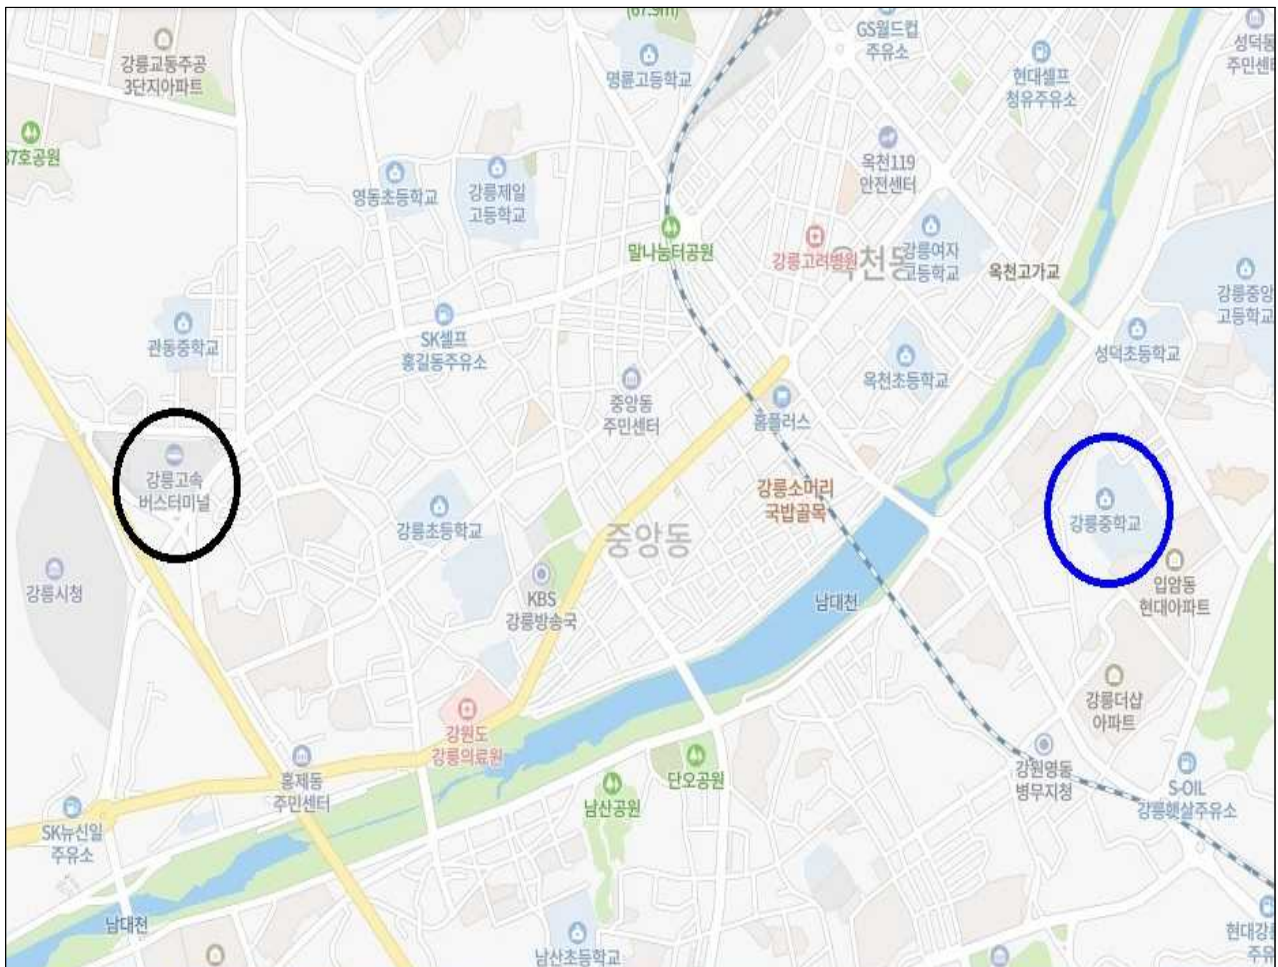 (67.9m)
GS월드컵
주유소
성덕동
강릉교동주공
3단지아파트
명륜고등학교
현대셀프
청유주유소
37호공원
옥천119
안전센터
영동초등학교
강릉제일
고등학교
말나눔터공원
강릉고려병원
옥천동
강릉여자
고등학교
옥천고가교
강릉중앙
고등학교
관동중학교
SK셀프
홍길동주유소
성덕초등학교
옥천초등학교
중앙동
주민센터
홈플러스
강릉고속
버스터미널
강릉소머리
국밥골목
강릉중학교
강릉초등학교
중앙동
강릉시청
KBS
강릉방송국
남대천
입암동
현대아파트
강릉더샵
아파트
강원도
강릉의료원
홍제동
주민센터
단오공원
남산공원
강원영동
병무지청
S-OIL
강릉햇살주유소
SK뉴신일
주유소
남대천
남산초등학교
현대강